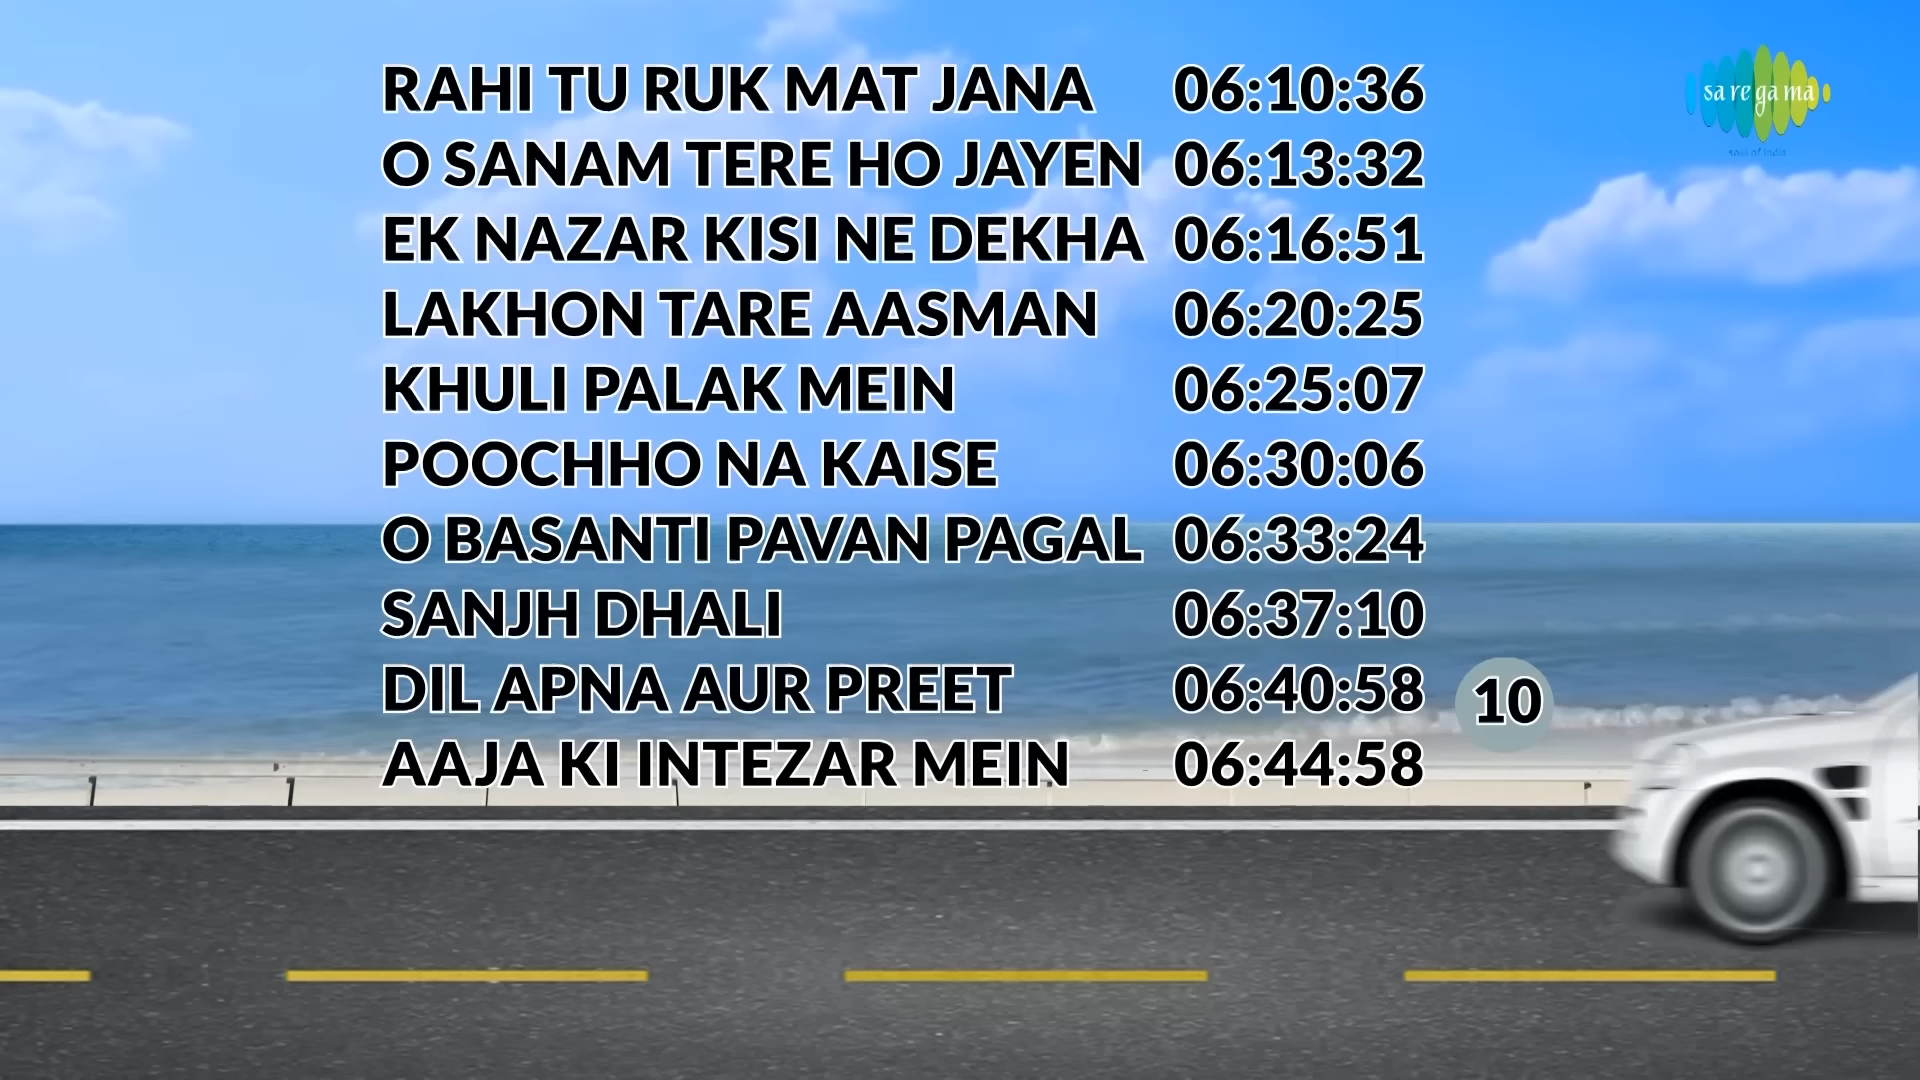 RAHI TU RUK MAT JANA 06:10:36
O SANAM TERE HO JAYEN 06:13:32
EK NAZAR KISI NE DEKHA 06:16:51
LAKHON TARE AASMAN 06:20:25
KHULI PALAK MEIN 06:25:07
POOCHHO NA KAISE 06:30:06
O BASANTI PAVAN PAGAL 06:33:24
SANJH DHALI 06:37:10
DIL APNA AUR PREET 06:40:58
AAJA KI INTEZAR MEIN 06:44:58
10
sa re ga ma
soul of india